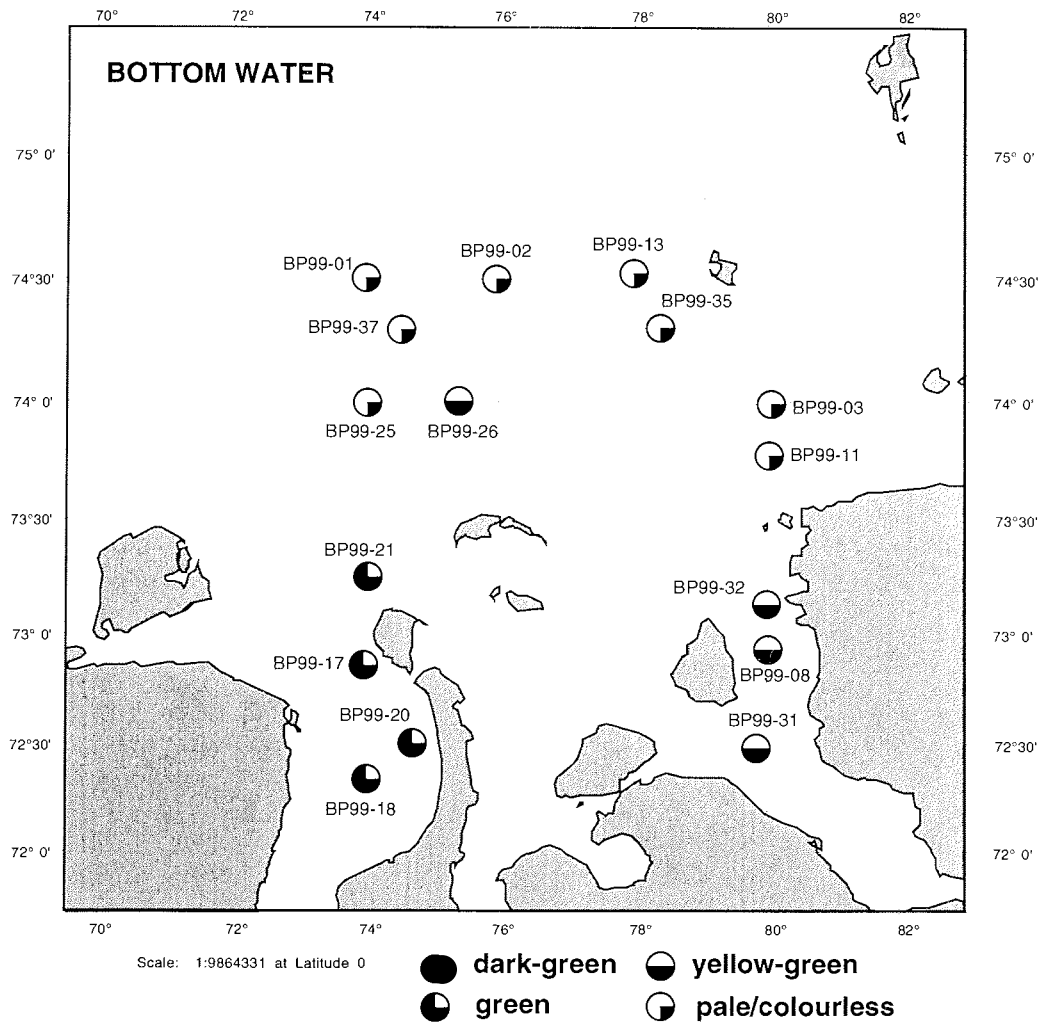 70° 74° 76° 78° 80° 82°
BOTTOM WATER
75° 0' 75° 0'
BP99-01 BP99-02 BP99-13
74°30' 74°30'
BP99-37 BP99-35
74° 0' 74° 0'
BP99-25 BP99-26 BP99-03
BP99-11
73°30' 73°30'
BP99-21
BP99-32
73° 0' 73° 0'
BP99-17 BP99-08
BP99-20 BP99-31
72°30' 72°30'
BP99-18
72° 0' 72° 0'
70° 72° 74° 76° 78° 80° 82°
Scale: 1:9864331 at Latitude 0
dark-green yellow-green
green pale/colourless